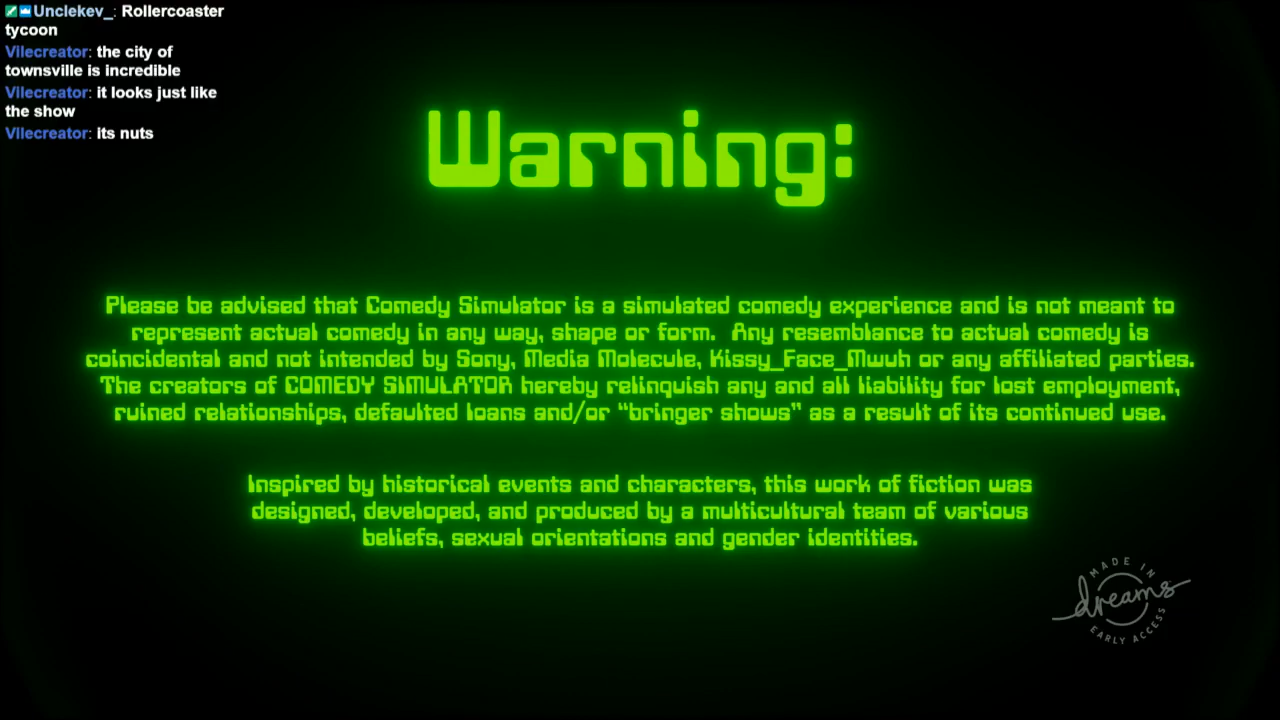 Unclekev_: Rollercoaster
tycoon
Vilecreator: the city of
townsville is incredible
Vilecreator: it looks just like
the show
Vilecreator: its nuts
Warning:
Please be advised that Comedy Simulator is a simulated comedy experience and is not meant to
represent actual comedy in any way, shape or form.  Any resemblance to actual comedy is
coincidental and not intended by Sony, Media Molecule, Kissy_Face_Mwuh or any affiliated parties.
The creators of COMEDY SIMULATOR hereby relinquish any and all liability for lost employment,
ruined relationships, defaulted loans and/or “bringer shows” as a result of its continued use.
Inspired by historical events and characters, this work of fiction was
designed, developed, and produced by a multicultural team of various
beliefs, sexual orientations and gender identities.
MADE IN
dreams
EARLY ACCESS